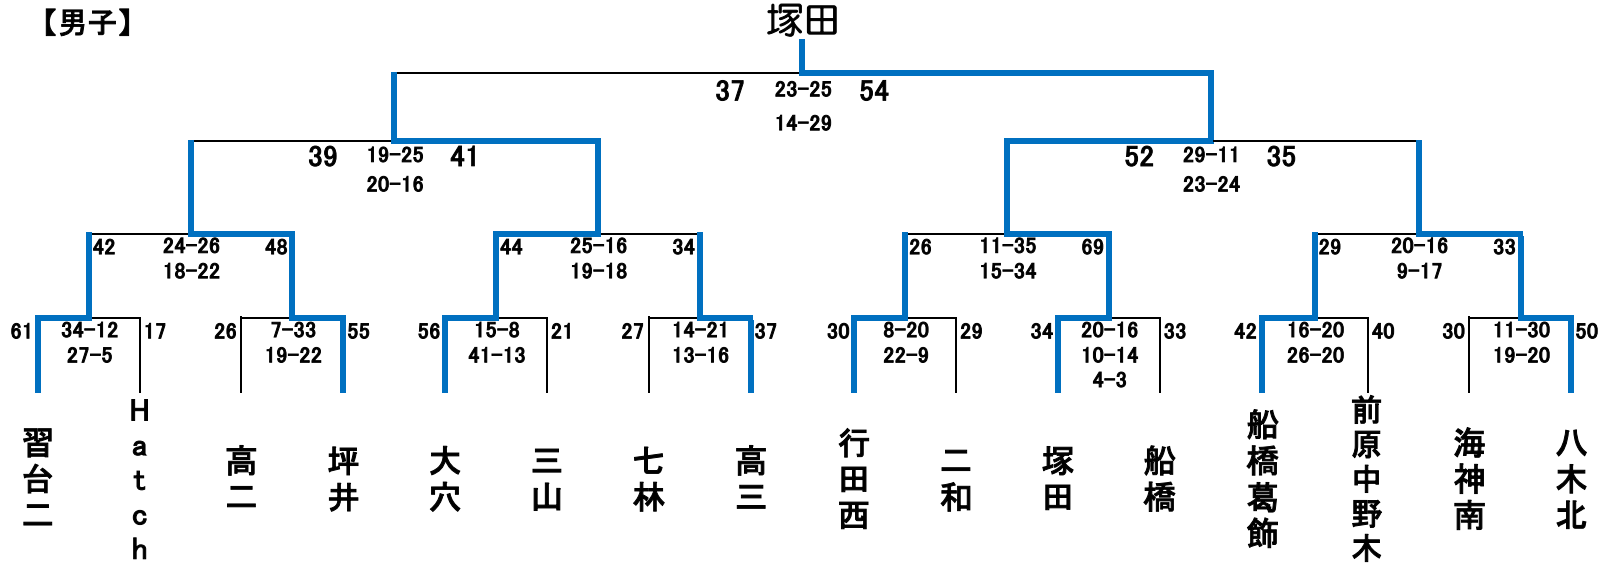 【男子】
塚田
37 23-25 54
14-29
39 19-25 41
20-16
52 29-11 35
23-24
42 24-26 48
18-22
44 25-16 34
19-18
26 11-35 69
15-34
29 20-16 33
9-17
61 34-12 17
27-5
26 7-33 55
19-22
56 15-8 21
41-13
27 14-21 37
13-16
30 8-20 29
22-9
34 20-16 33
10-14
4-3
42 16-20 40
26-20
30 11-30 50
19-20
習台二
Hatch
高二
坪井
大穴
三山
七林
高三
行田西
二和
塚田
船橋
船橋葛飾
前原中野木
海神南
八木北